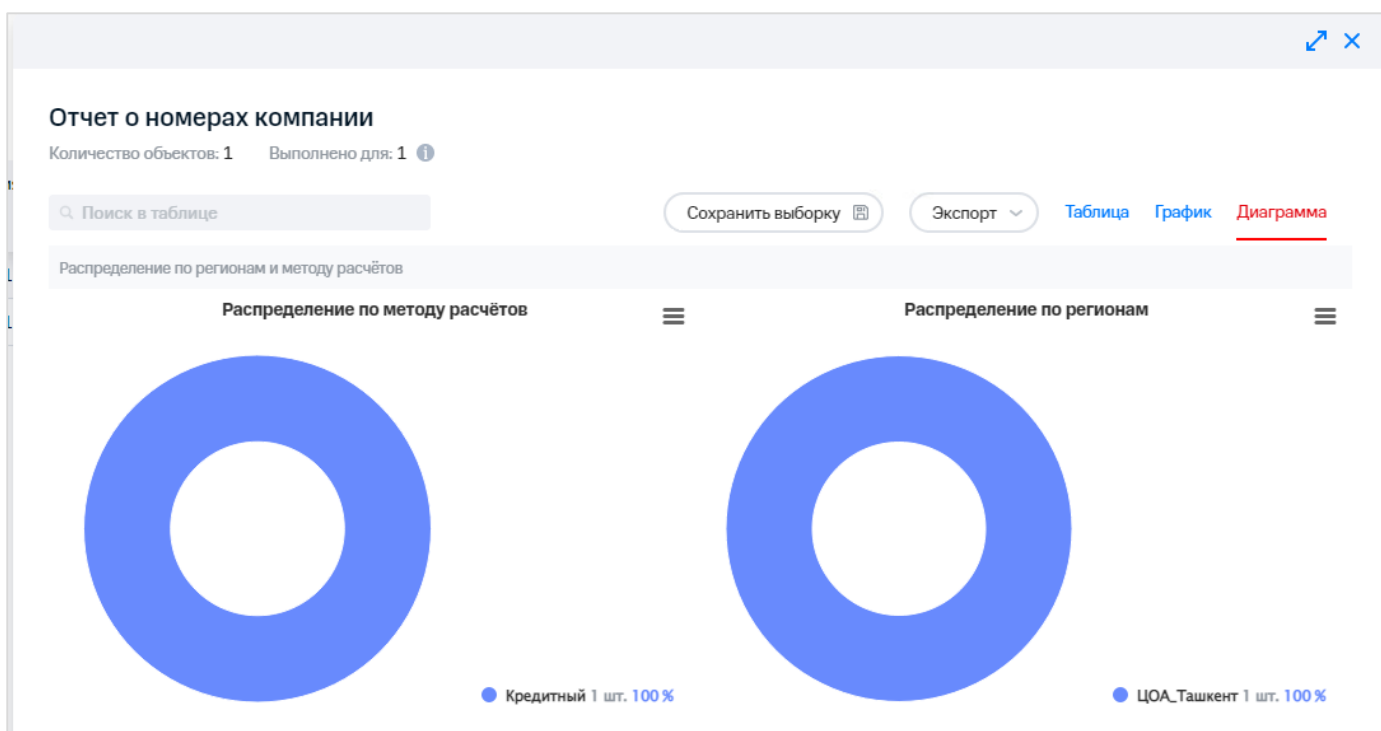 Отчет о номерах компании
Количество объектов: 1 Выполнено для: 1
Поиск в таблице
Сохранить выборку
Экспорт
Таблица График Диаграмма
Распределение по регионам и методу расчётов
Распределение по методу расчётов
Распределение по регионам
Кредитный 1 шт. 100 %
ЦОА_Ташкент 1 шт. 100 %